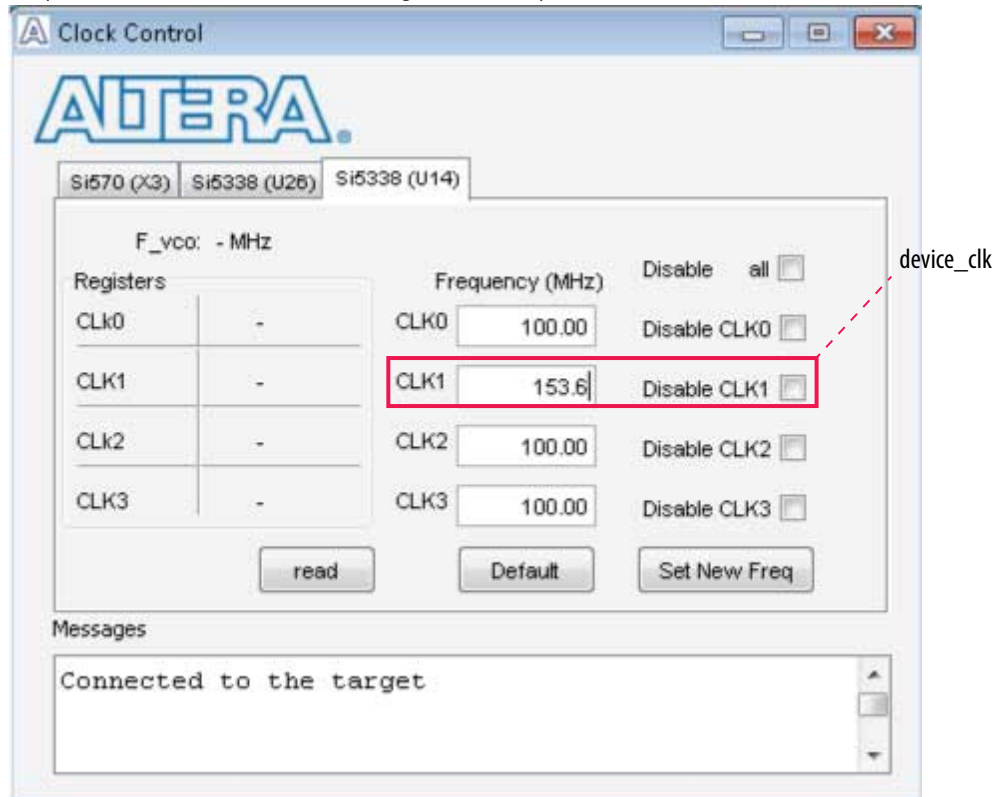 Clock Control
ALTERA®
Si570 (X3) Si5338 (U26) Si5338 (U14)
F_vco: - MHz
Registers Frequency (MHz) Disable all
device_clk
CLk0 - CLK0 100.00 Disable CLK0
CLK1 - CLK1 153.6 Disable CLK1
CLk2 - CLK2 100.00 Disable CLK2
CLK3 - CLK3 100.00 Disable CLK3
read Default Set New Freq
Messages
Connected to the target